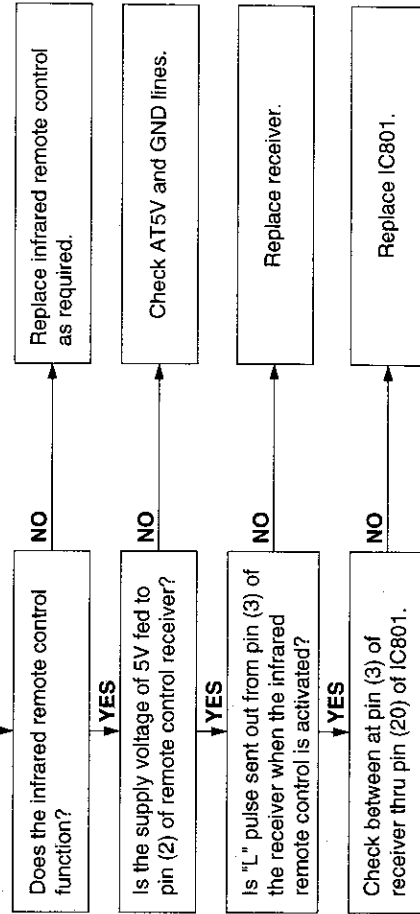 Does the infrared remote control
function?
NO
Replace infrared remote control
as required.
YES
Is the supply voltage of 5V fed to
pin (2) of remote control receiver?
NO
Check AT5V and GND lines.
YES
Is "L" pulse sent out from pin (3) of
the receiver when the infrared
remote control is activated?
NO
Replace receiver.
YES
Check between at pin (3) of
receiver thru pin (20) of IC801.
NO
Replace IC801.